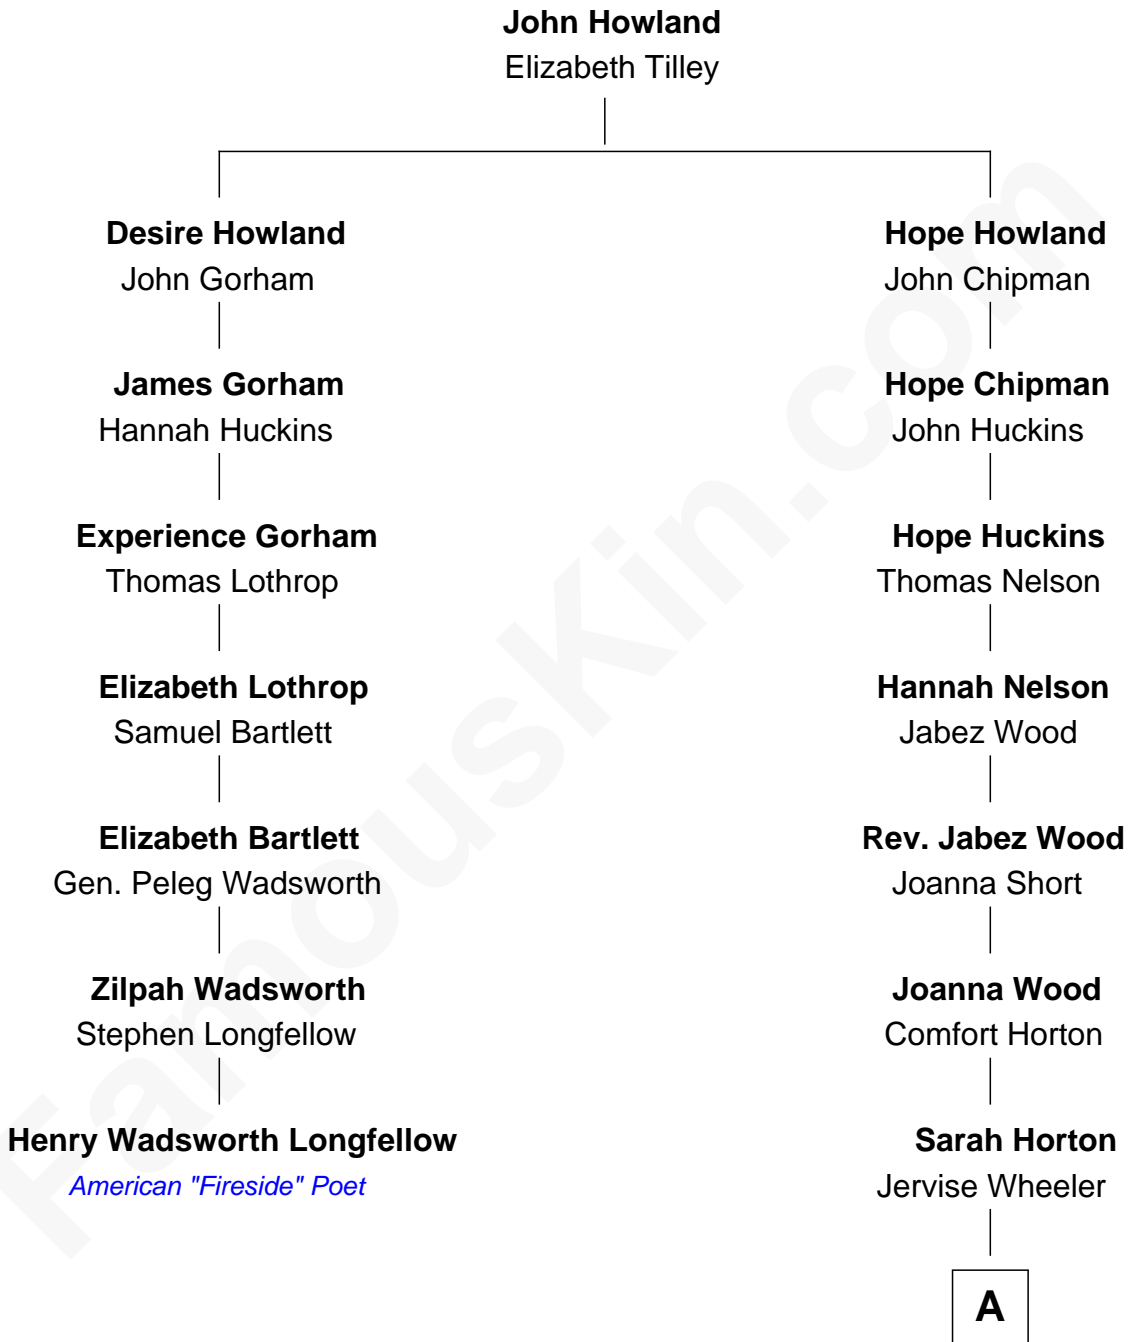 John Howland
Elizabeth Tilley
Desire Howland
John Gorham
Hope Howland
John Chipman
James Gorham
Hannah Huckins
Hope Chipman
John Huckins
Experience Gorham
Thomas Lothrop
Hope Huckins
Thomas Nelson
Elizabeth Lothrop
Samuel Bartlett
Hannah Nelson
Jabez Wood
Elizabeth Bartlett
Gen. Peleg Wadsworth
Rev. Jabez Wood
Joanna Short
Zilpah Wadsworth
Stephen Longfellow
Joanna Wood
Comfort Horton
Henry Wadsworth Longfellow
American "Fireside" Poet
Sarah Horton
Jervise Wheeler
A
FamousKin.com